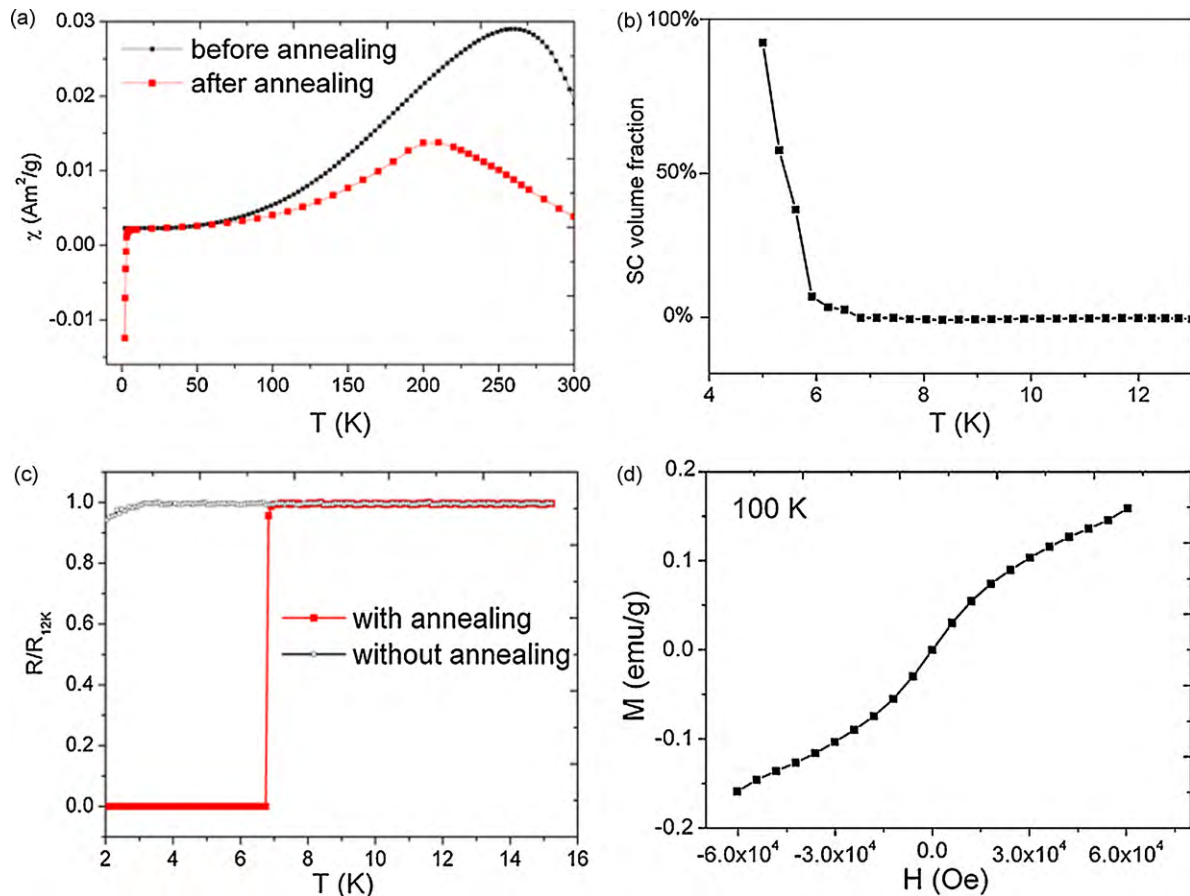 (a)
0.03
0.02
0.01
0.00
-0.01
χ (Am²/g)
before annealing
after annealing
0 50 100 150 200 250 300
T (K)
(b)
100%
50%
0%
SC volume fraction
4 6 8 10 12
T (K)
(c)
1.0
0.8
0.6
0.4
0.2
0.0
R/R₁₂K
with annealing
without annealing
2 4 6 8 10 12 14 16
T (K)
(d)
0.2
0.1
0.0
-0.1
-0.2
M (emu/g)
100 K
-6.0x10⁴ -3.0x10⁴ 0.0 3.0x10⁴ 6.0x10⁴
H (Oe)